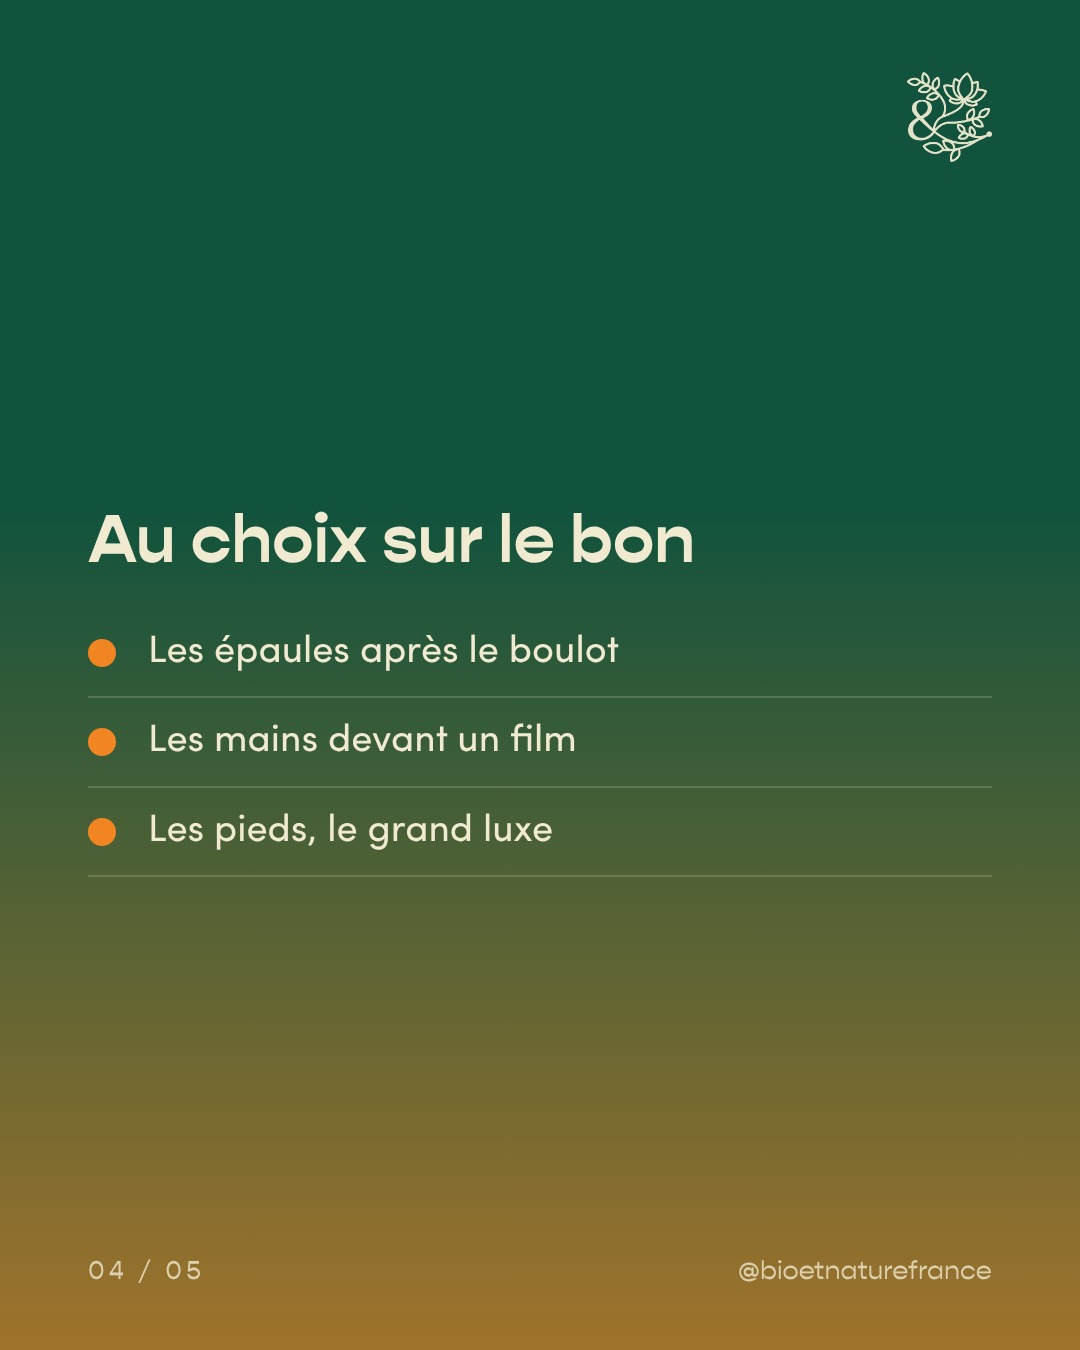 &
Au choix sur le bon
Les épaules après le boulot
Les mains devant un film
Les pieds, le grand luxe
04 / 05
@bioetnaturefrance